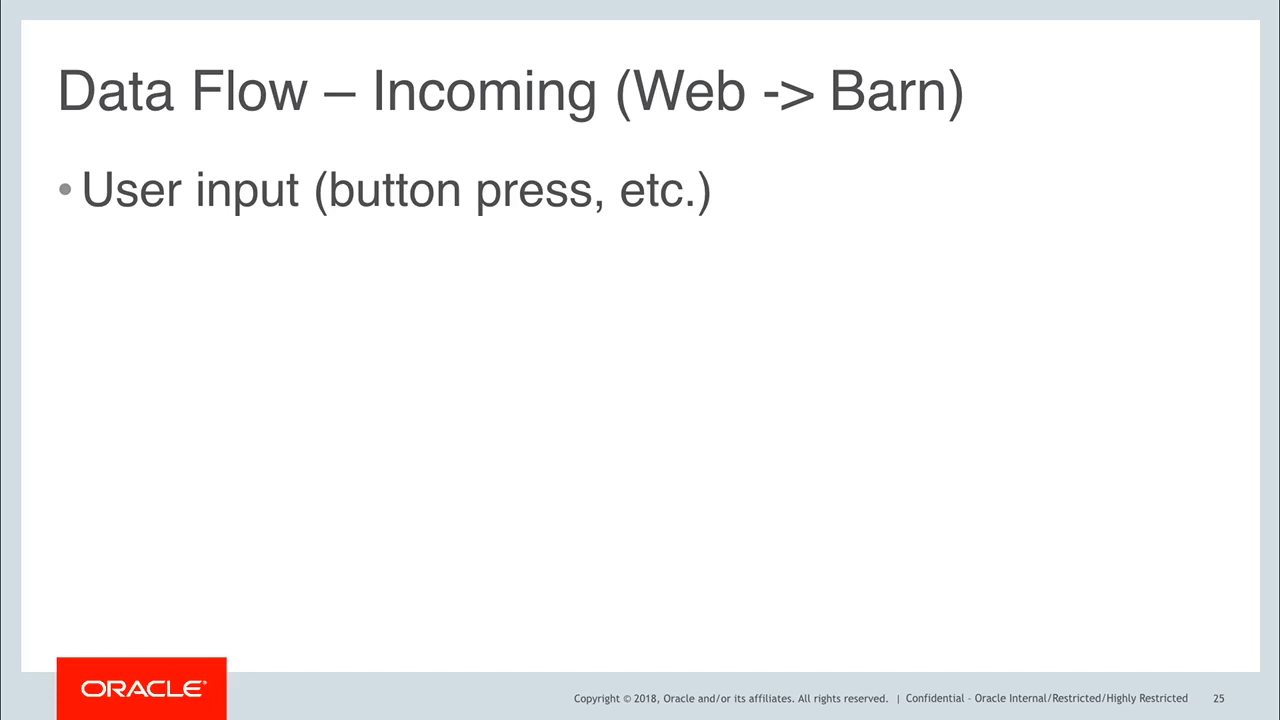 Data Flow – Incoming (Web -> Barn)
• User input (button press, etc.)
ORACLE®
Copyright © 2018, Oracle and/or its affiliates. All rights reserved. | Confidential – Oracle Internal/Restricted/Highly Restricted 25